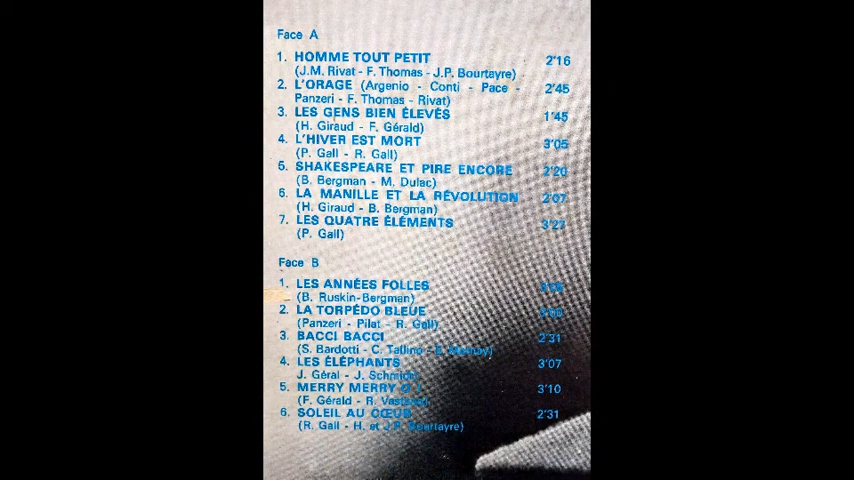 Face A
1. HOMME TOUT PETIT 2'16
(J.M. Rivat - F. Thomas - J.P. Bourtayre)
2. L'ORAGE (Argenio - Conti - Pace - 2'45
Panzeri - F. Thomas - Rivat)
3. LES GENS BIEN ÉLEVÉS 1'45
(H. Giraud - F. Gérald)
4. L'HIVER EST MORT 3'05
(P. Gall - R. Gall)
5. SHAKESPEARE ET PIRE ENCORE 2'20
(B. Bergman - M. Dulac)
6. LA MANILLE ET LA RÉVOLUTION 2'07
(H. Giraud - B. Bergman)
7. LES QUATRE ÉLÉMENTS 3'27
(P. Gall)
Face B
1. LES ANNÉES FOLLES
(B. Ruskin-Bergman)
2. LA TORPÉDO BLEUE
(Panzeri - Pilat - R. Gall)
3. BACCI BACCI 2'31
(S. Bardotti - C. Tallino -
4. LES ÉLÉPHANTS 3'07
J. Géral - J. Schmidt)
5. MERRY MERRY 3'10
(F. Gérald - R.
6. SOLEIL AU CŒUR 2'31
(R. Gall - H. et J.P. Bourtayre)